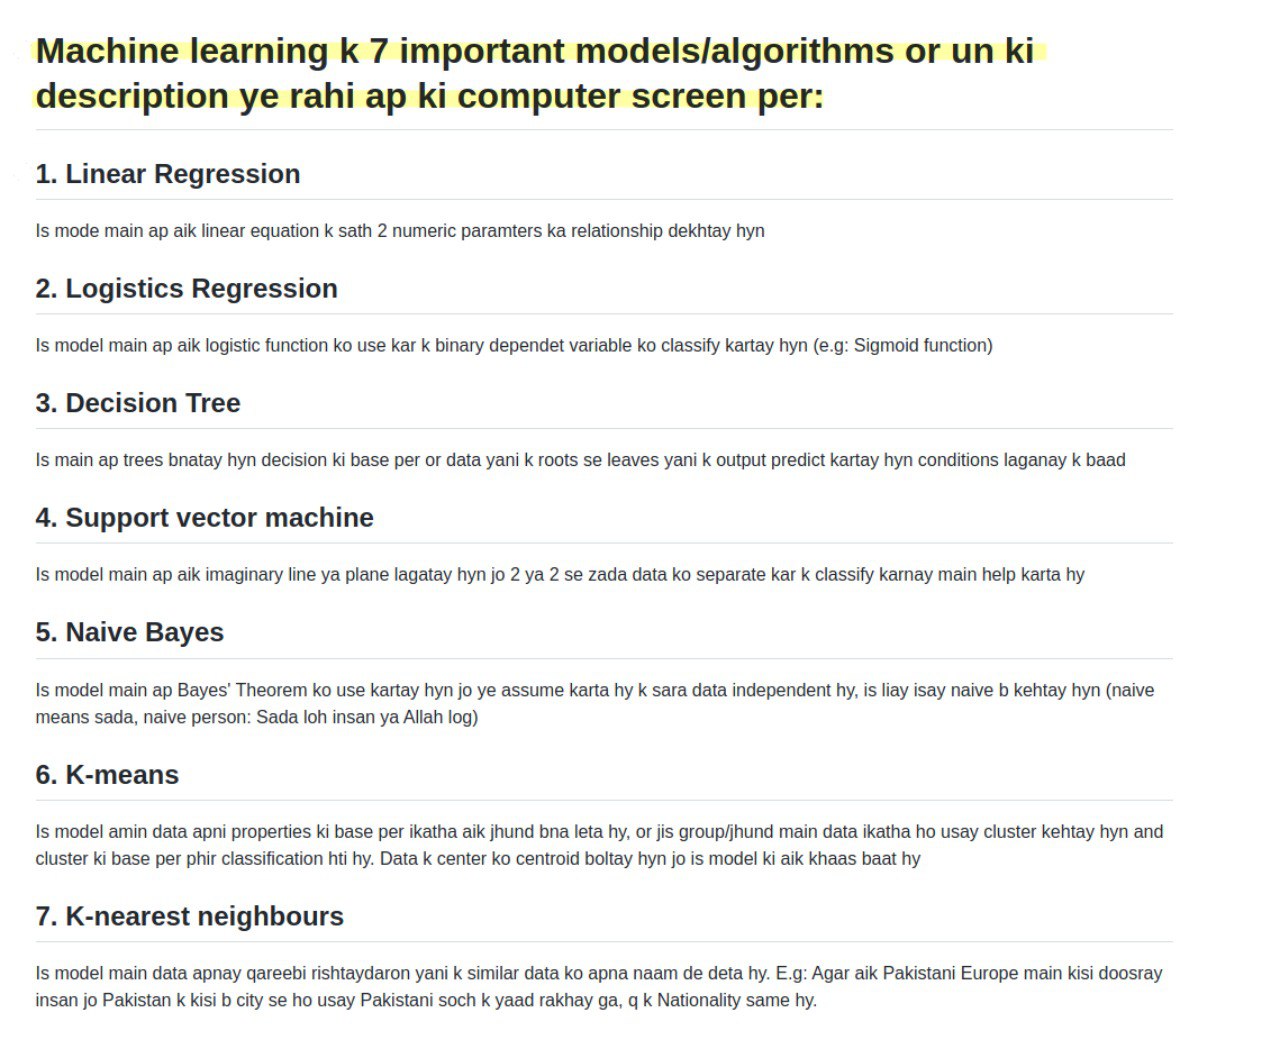 Machine learning k 7 important models/algorithms or un ki
description ye rahi ap ki computer screen per:
1. Linear Regression
Is mode main ap aik linear equation k sath 2 numeric paramters ka relationship dekhtay hyn
2. Logistics Regression
Is model main ap aik logistic function ko use kar k binary dependet variable ko classify kartay hyn (e.g: Sigmoid function)
3. Decision Tree
Is main ap trees bnatay hyn decision ki base per or data yani k roots se leaves yani k output predict kartay hyn conditions laganay k baad
4. Support vector machine
Is model main ap aik imaginary line ya plane lagatay hyn jo 2 ya 2 se zada data ko separate kar k classify karnay main help karta hy
5. Naive Bayes
Is model main ap Bayes' Theorem ko use kartay hyn jo ye assume karta hy k sara data independent hy, is liay isay naive b kehtay hyn (naive
means sada, naive person: Sada loh insan ya Allah log)
6. K-means
Is model amin data apni properties ki base per ikatha aik jhund bna leta hy, or jis group/jhund main data ikatha ho usay cluster kehtay hyn and
cluster ki base per phir classification hti hy. Data k center ko centroid boltay hyn jo is model ki aik khaas baat hy
7. K-nearest neighbours
Is model main data apnay qareebi rishtaydaron yani k similar data ko apna naam de deta hy. E.g: Agar aik Pakistani Europe main kisi doosray
insan jo Pakistan k kisi b city se ho usay Pakistani soch k yaad rakhay ga, q k Nationality same hy.